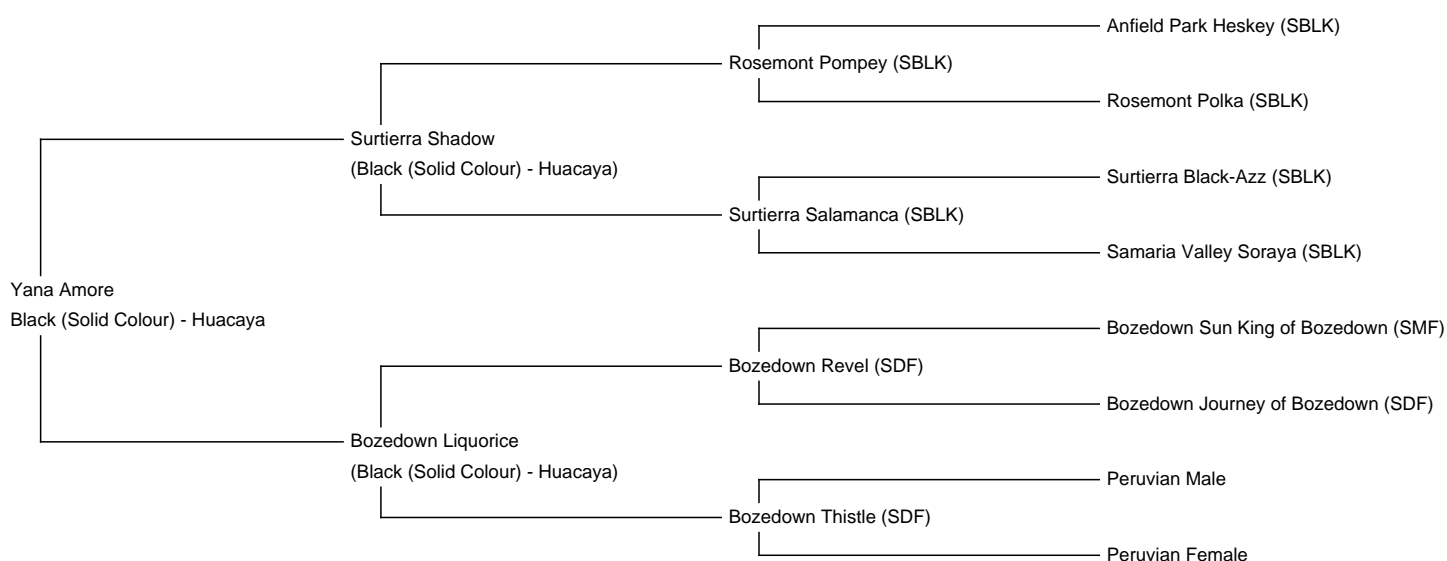 Anfield Park Heskey (SBLK)
Rosemont Pompey (SBLK)
Rosemont Polka (SBLK)
Surtierra Shadow
(Black (Solid Colour) - Huacaya)
Surtierra Black-Azz (SBLK)
Surtierra Salamanca (SBLK)
Samaria Valley Soraya (SBLK)
Yana Amore
Black (Solid Colour) - Huacaya
Bozedown Sun King of Bozedown (SMF)
Bozedown Revel (SDF)
Bozedown Journey of Bozedown (SDF)
Bozedown Liquorice
(Black (Solid Colour) - Huacaya)
Peruvian Male
Bozedown Thistle (SDF)
Peruvian Female